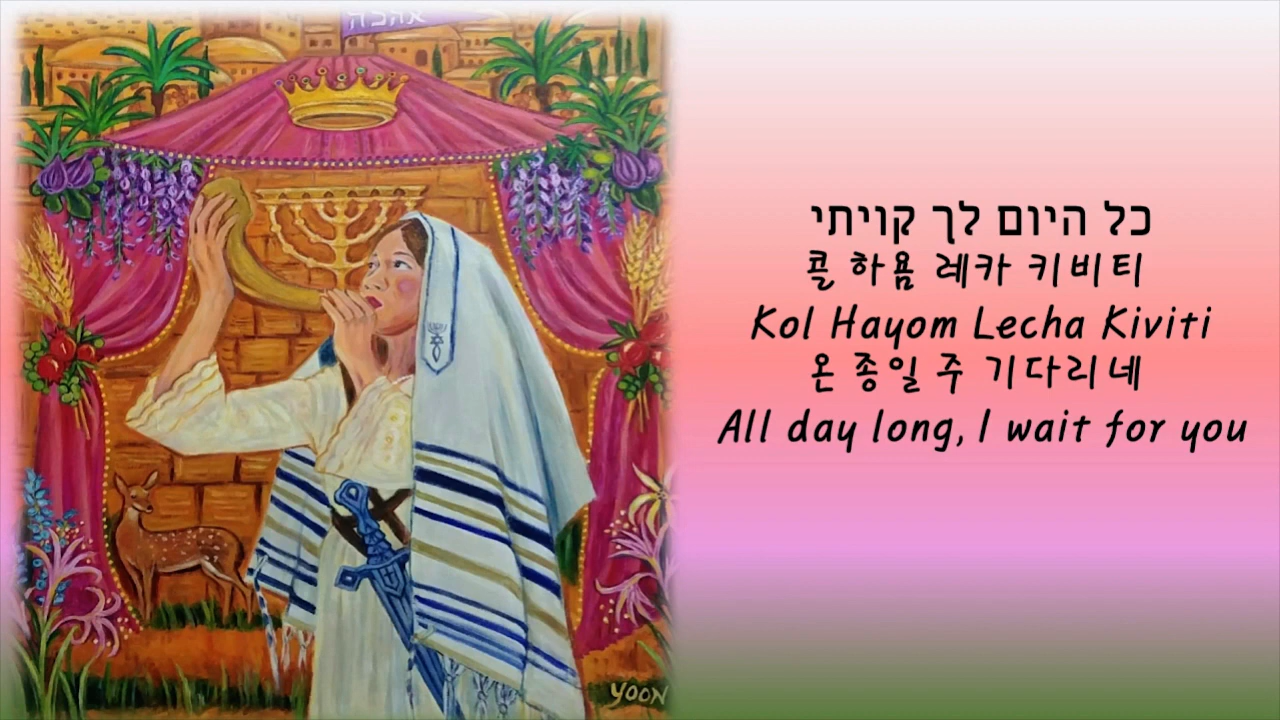 אהבה
כל היום לך קויתי
콜 하욤 레카 키비티
Kol Hayom Lecha Kiviti
온 종일 주 기다리네
All day long, I wait for you
YOON